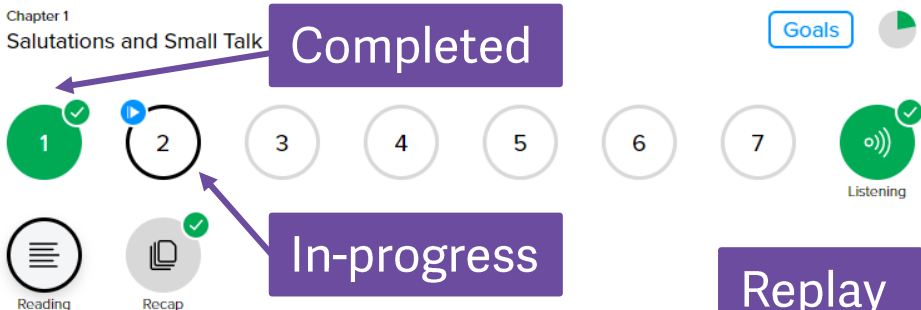 Chapter 1
Salutations and Small Talk
Completed
Goals
1
2
3
4
5
6
7
Listening
In-progress
Replay
Reading
Recap